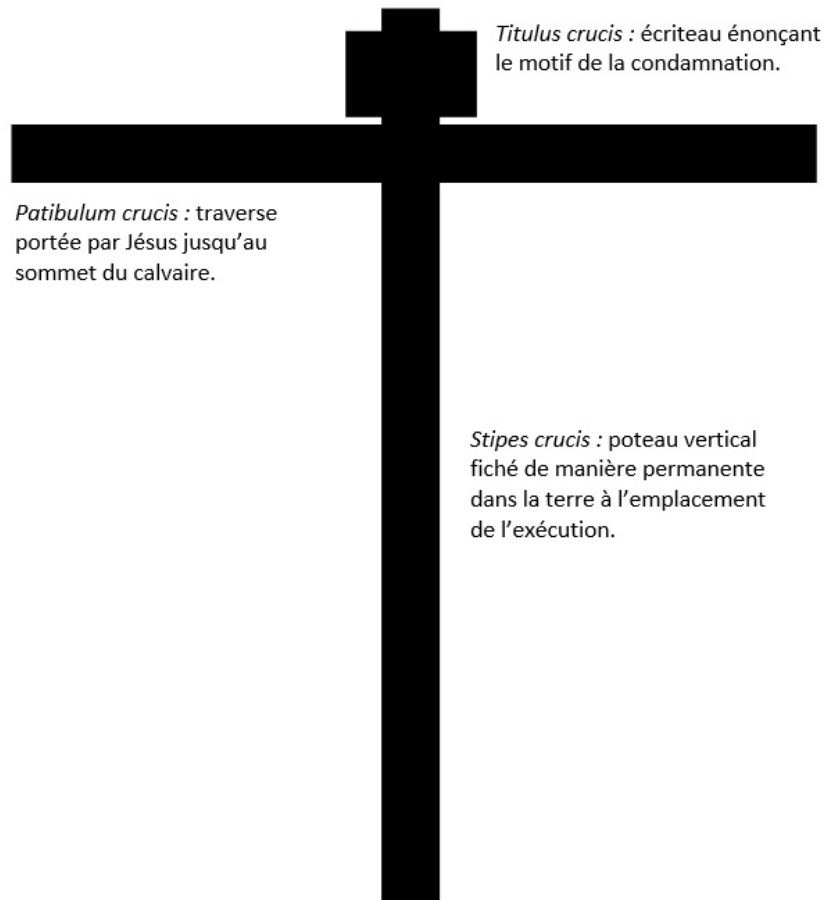 Titulus crucis : écriteau énonçant
le motif de la condamnation.
Patibulum crucis : traverse
portée par Jésus jusqu’au
sommet du calvaire.
Stipes crucis : poteau vertical
fiché de manière permanente
dans la terre à l’emplacement
de l’exécution.